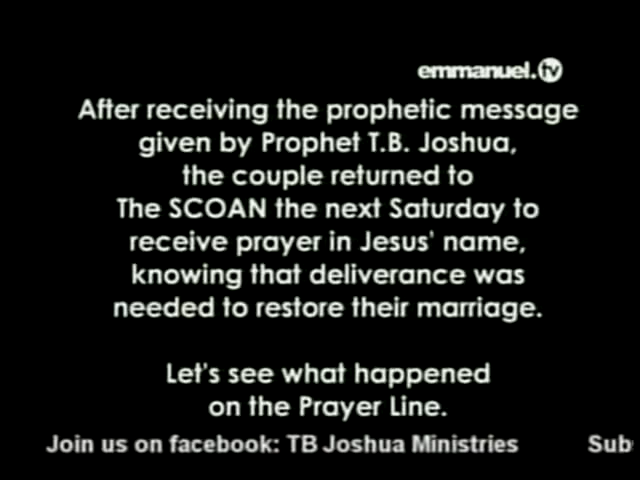 emmanuel.tv
After receiving the prophetic message
given by Prophet T.B. Joshua,
the couple returned to
The SCOAN the next Saturday to
receive prayer in Jesus' name,
knowing that deliverance was
needed to restore their marriage.
Let's see what happened
on the Prayer Line.
Join us on facebook: TB Joshua Ministries Sub